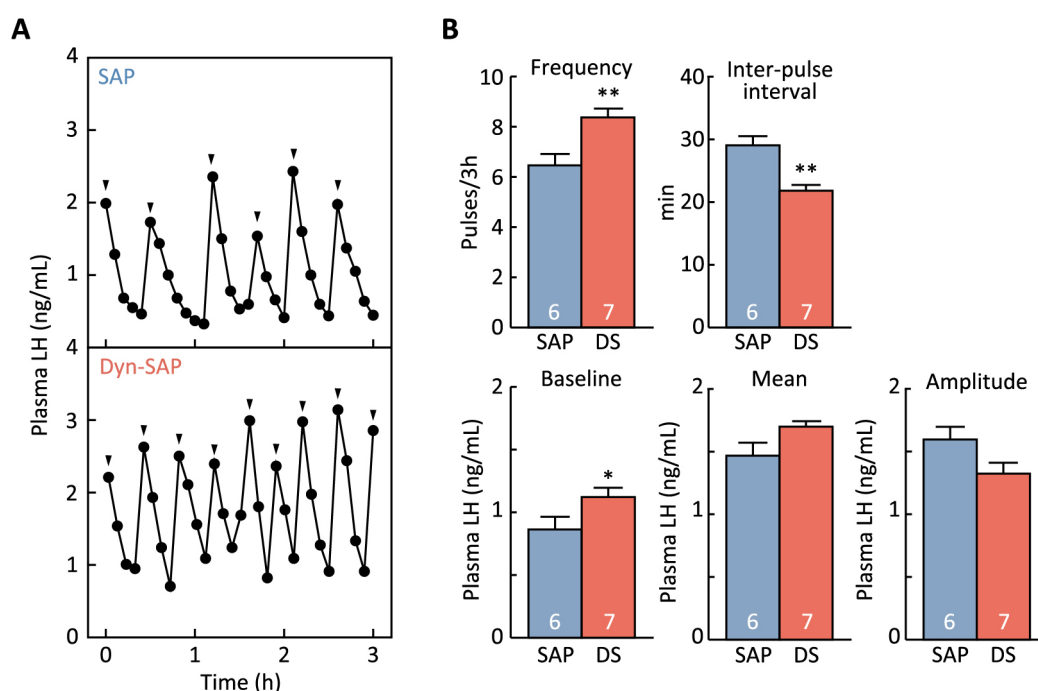 A
Plasma LH (ng/mL)
4
SAP
3
2
1
4
Dyn-SAP
3
2
1
0
0 1 2 3
Time (h)
B
Frequency
**
Pulses/3h
10
8
6
4
2
0
6 7
SAP DS
Inter-pulse
interval
**
min
40
30
20
10
0
6 7
SAP DS
Baseline
*
Plasma LH (ng/mL)
2
1
0
6 7
SAP DS
Mean
Plasma LH (ng/mL)
2
1
0
6 7
SAP DS
Amplitude
Plasma LH (ng/mL)
2
1
0
6 7
SAP DS